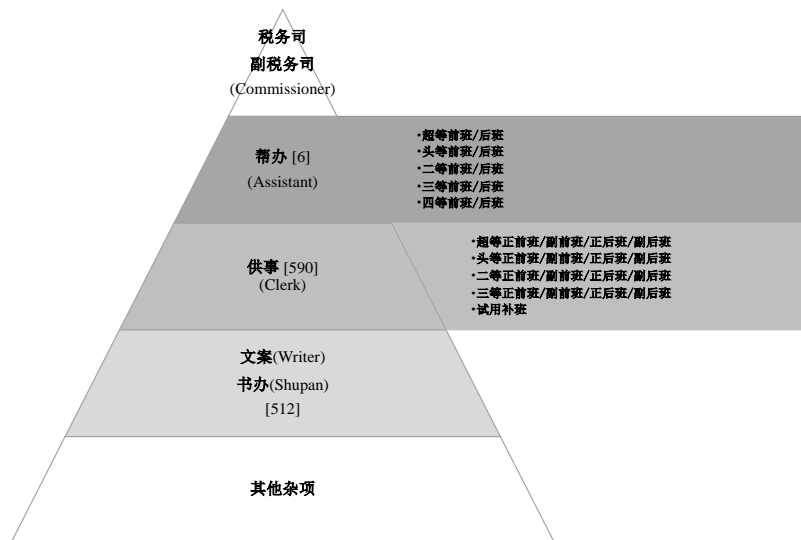 税务司
副税务司
(Commissioner)
帮办 [6]
(Assistant)
·超等前班/后班
·头等前班/后班
·二等前班/后班
·三等前班/后班
·四等前班/后班
供事 [590]
(Clerk)
·超等正前班/副前班/正后班/副后班
·头等正前班/副前班/正后班/副后班
·二等正前班/副前班/正后班/副后班
·三等正前班/副前班/正后班/副后班
·试用补班
文案(Writer)
书办(Shupan)
[512]
其他杂项